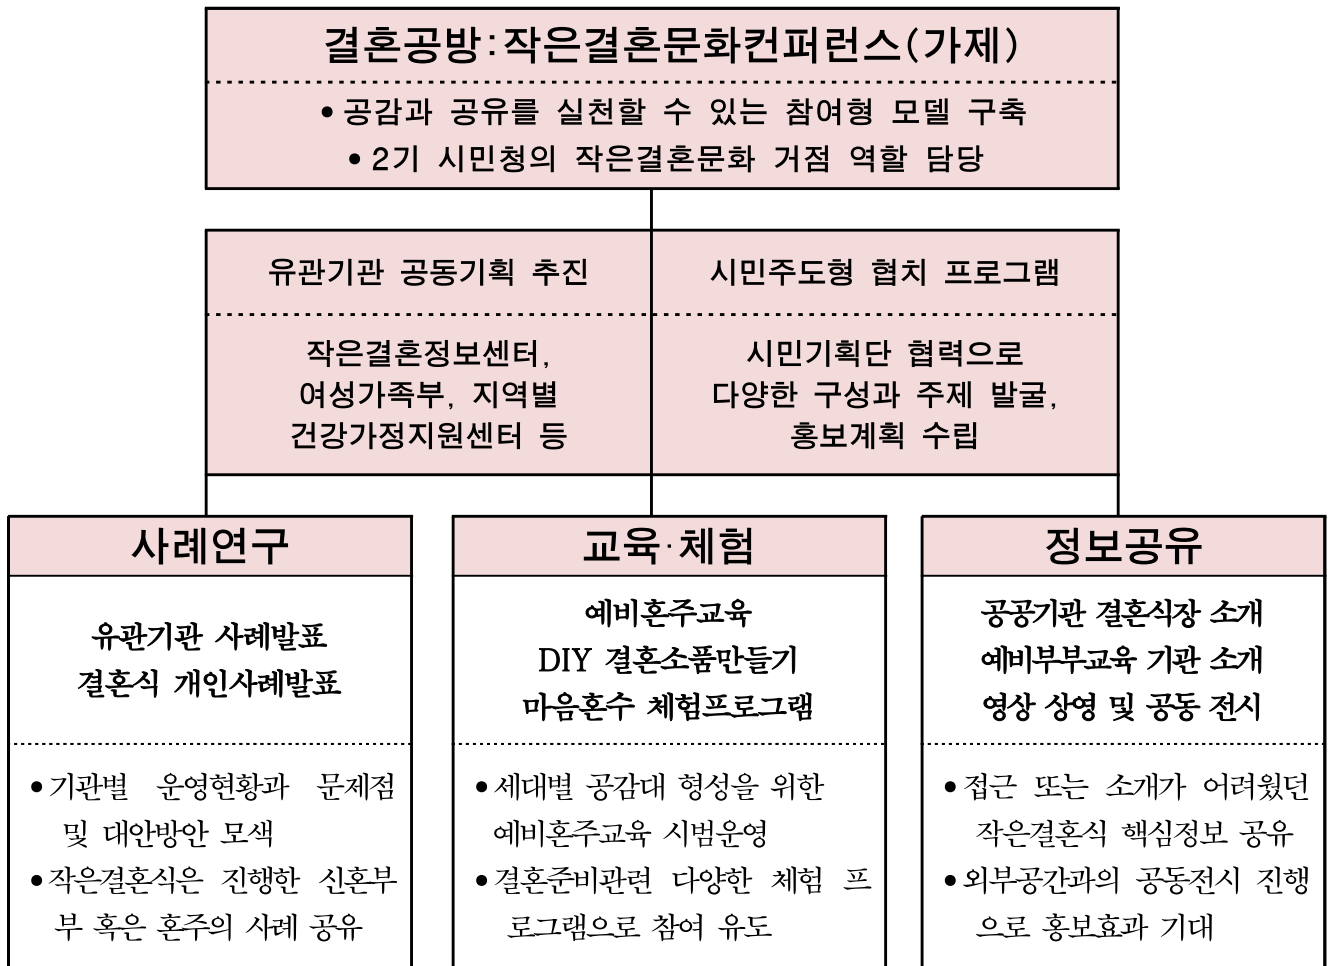 결혼공방:작은결혼문화컨퍼런스(가제)
• 공감과 공유를 실천할 수 있는 참여형 모델 구축
• 2기 시민청의 작은결혼문화 거점 역할 담당
유관기관 공동기획 추진
작은결혼정보센터,
여성가족부, 지역별
건강가정지원센터 등
시민주도형 협치 프로그램
시민기획단 협력으로
다양한 구성과 주제 발굴,
홍보계획 수립
사례연구
유관기관 사례발표
결혼식 개인사례발표
• 기관별 운영현황과 문제점
및 대안방안 모색
• 작은결혼식은 진행한 신혼부
부 혹은 혼주의 사례 공유
교육·체험
예비혼주교육
DIY 결혼소품만들기
마음혼수 체험프로그램
• 세대별 공감대 형성을 위한
예비혼주교육 시범운영
• 결혼준비관련 다양한 체험 프
로그램으로 참여 유도
정보공유
공공기관 결혼식장 소개
예비부부교육 기관 소개
영상 상영 및 공동 전시
• 접근 또는 소개가 어려웠던
작은결혼식 핵심정보 공유
• 외부공간과의 공동전시 진행
으로 홍보효과 기대